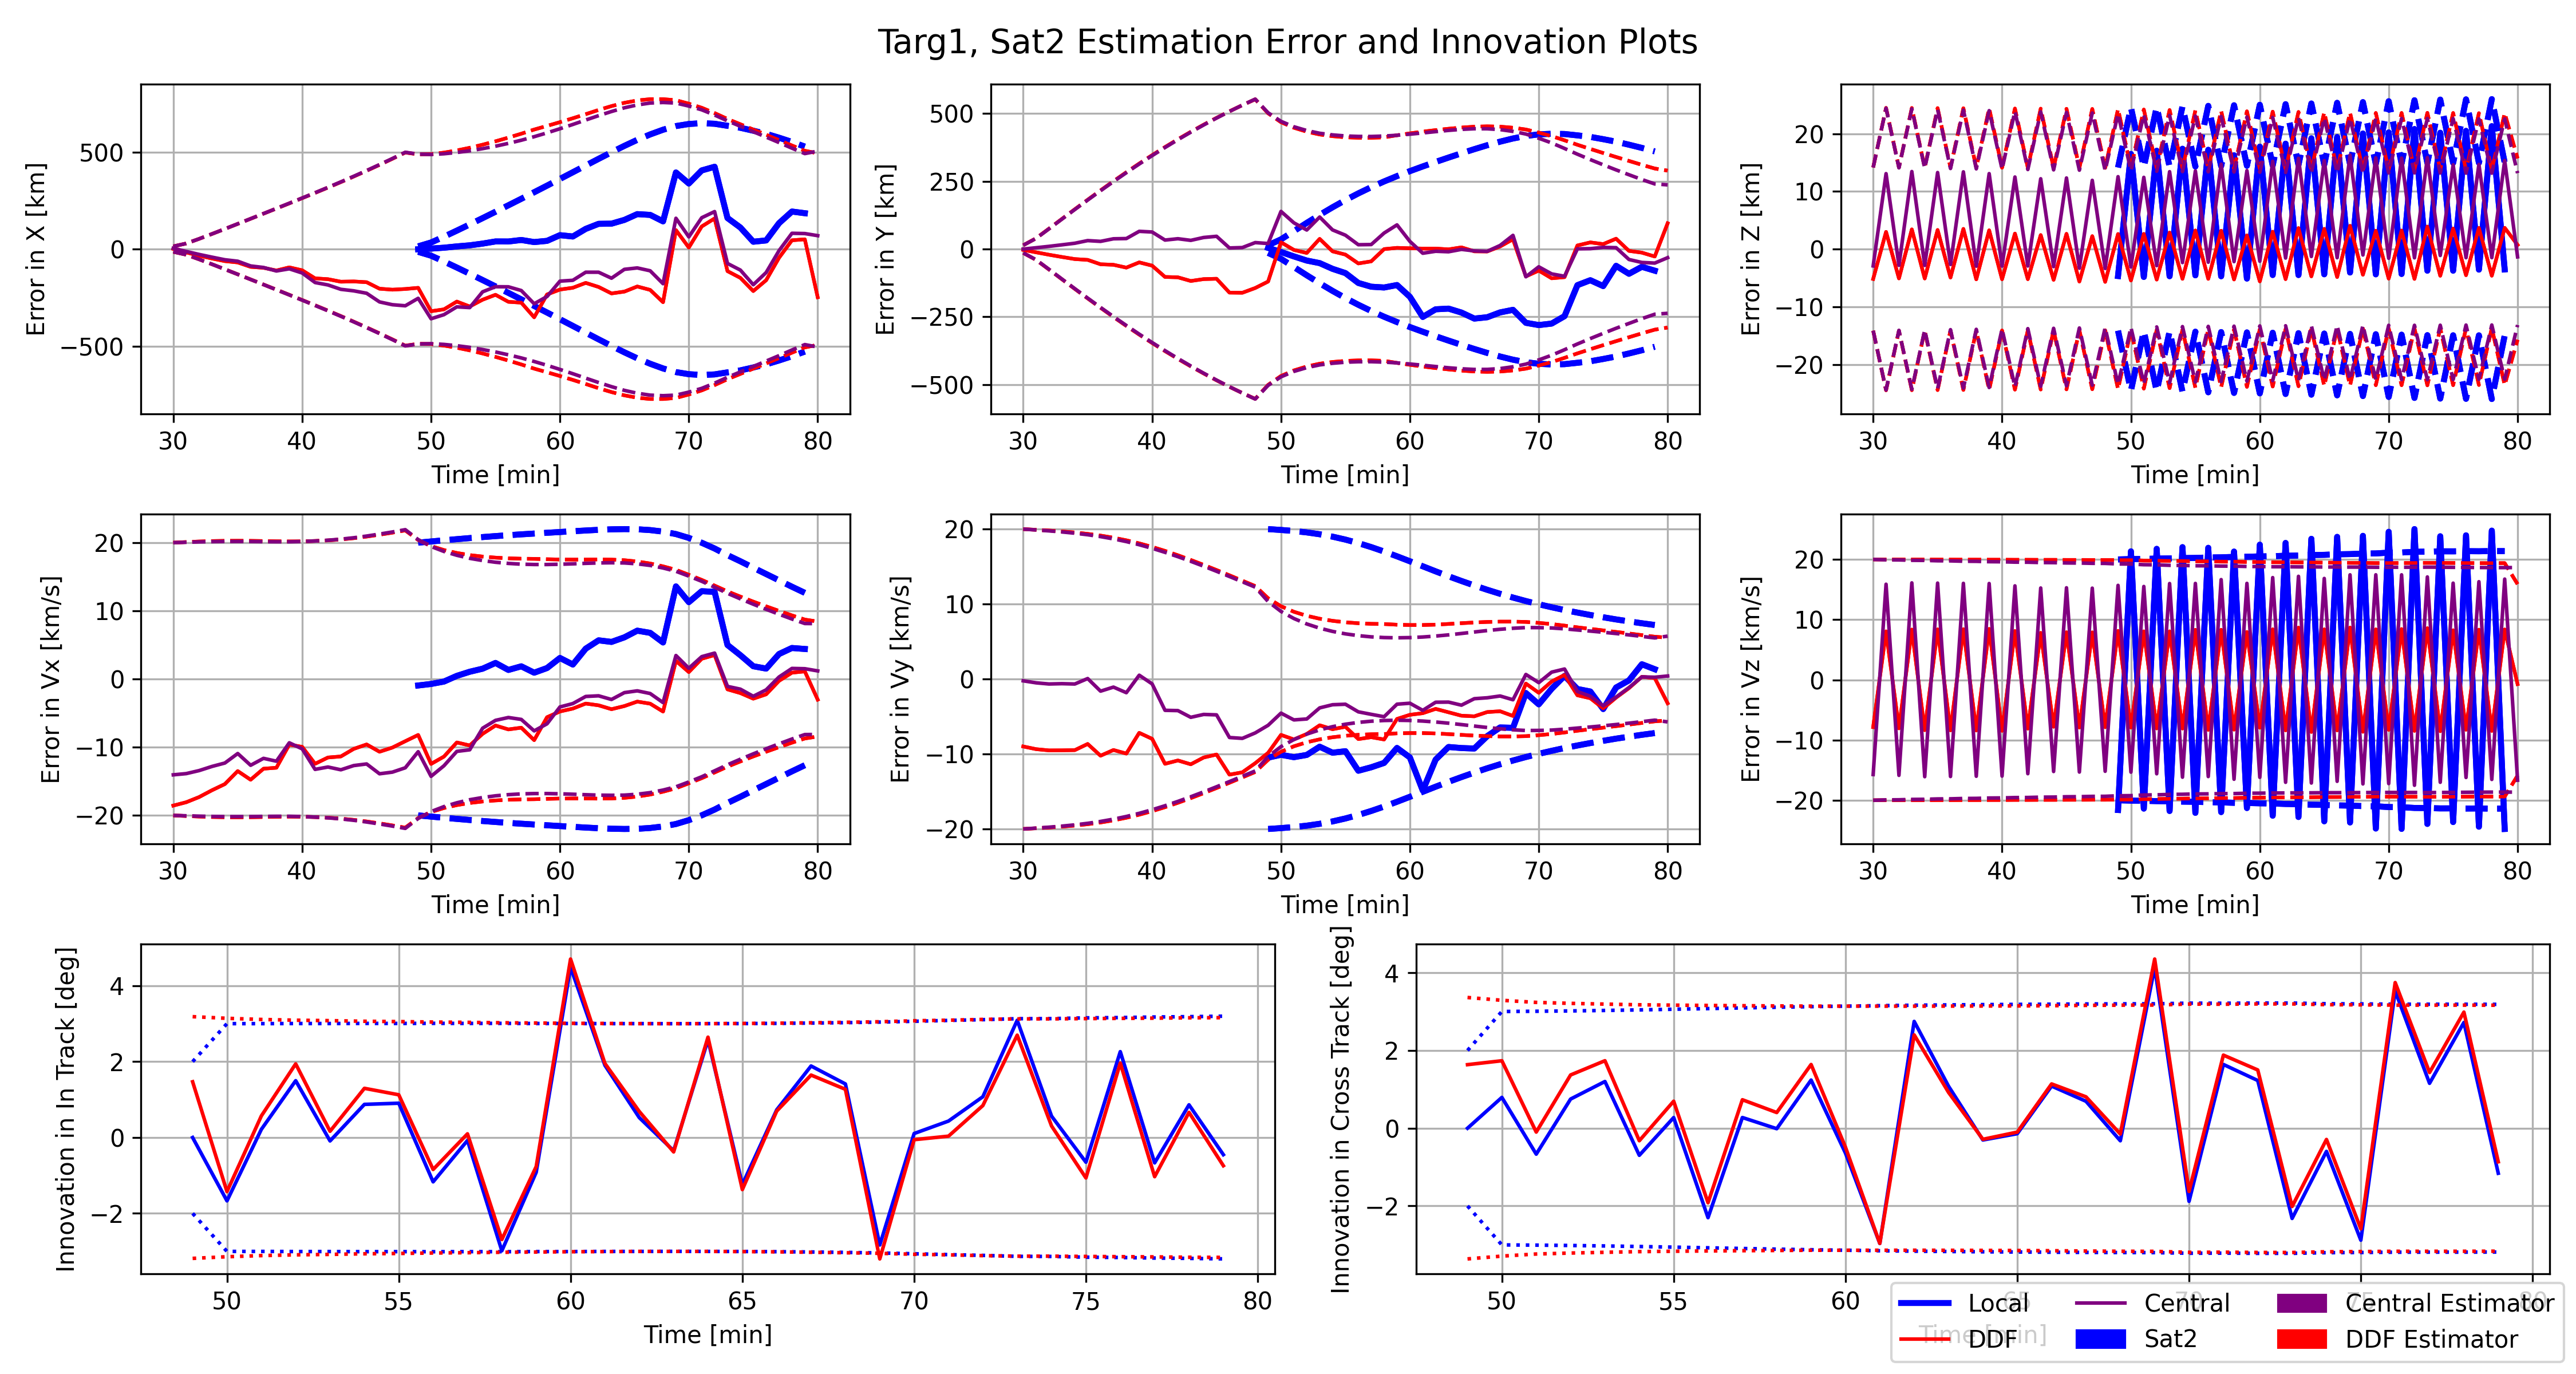 Targ1, Sat2 Estimation Error and Innovation Plots
Error in X [km]
500
0
−500
30 40 50 60 70 80
Time [min]
Error in Y [km]
500
250
0
−250
−500
30 40 50 60 70 80
Time [min]
Error in Z [km]
20
10
0
−10
−20
30 40 50 60 70 80
Time [min]
Error in Vx [km/s]
20
10
0
−10
−20
30 40 50 60 70 80
Time [min]
Error in Vy [km/s]
20
10
0
−10
−20
30 40 50 60 70 80
Time [min]
Error in Vz [km/s]
20
10
0
−10
−20
30 40 50 60 70 80
Time [min]
Innovation in In Track [deg]
4
2
0
−2
50 55 60 65 70 75 80
Time [min]
Innovation in Cross Track [deg]
4
2
0
−2
50 55 60 65 70 75 80
Time [min]
Local Central Central Estimator
DDF Sat2 DDF Estimator